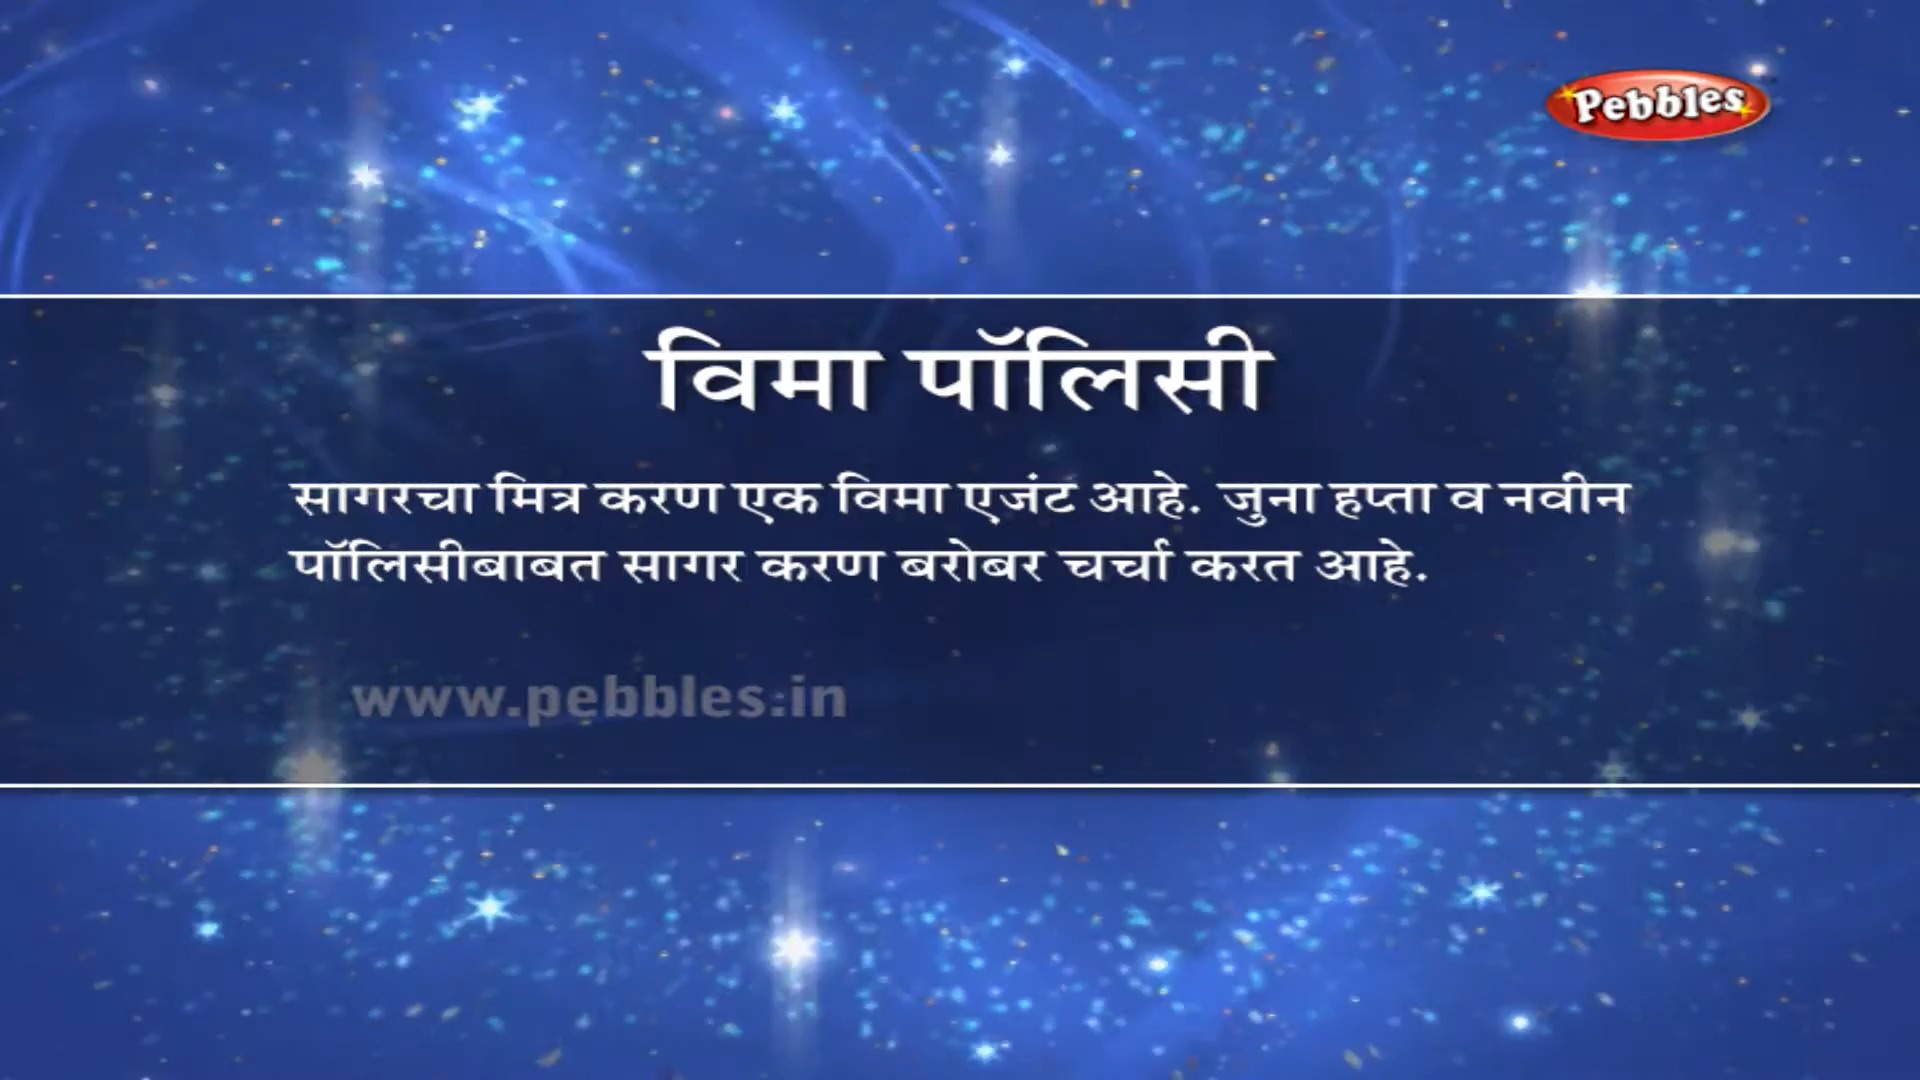 Pebbles
विमा पॉलिसी
सागरचा मित्र करण एक विमा एजंट आहे. जुना हप्ता व नवीन
पॉलिसीबाबत सागर करण बरोबर चर्चा करत आहे.
www.pebbles.in